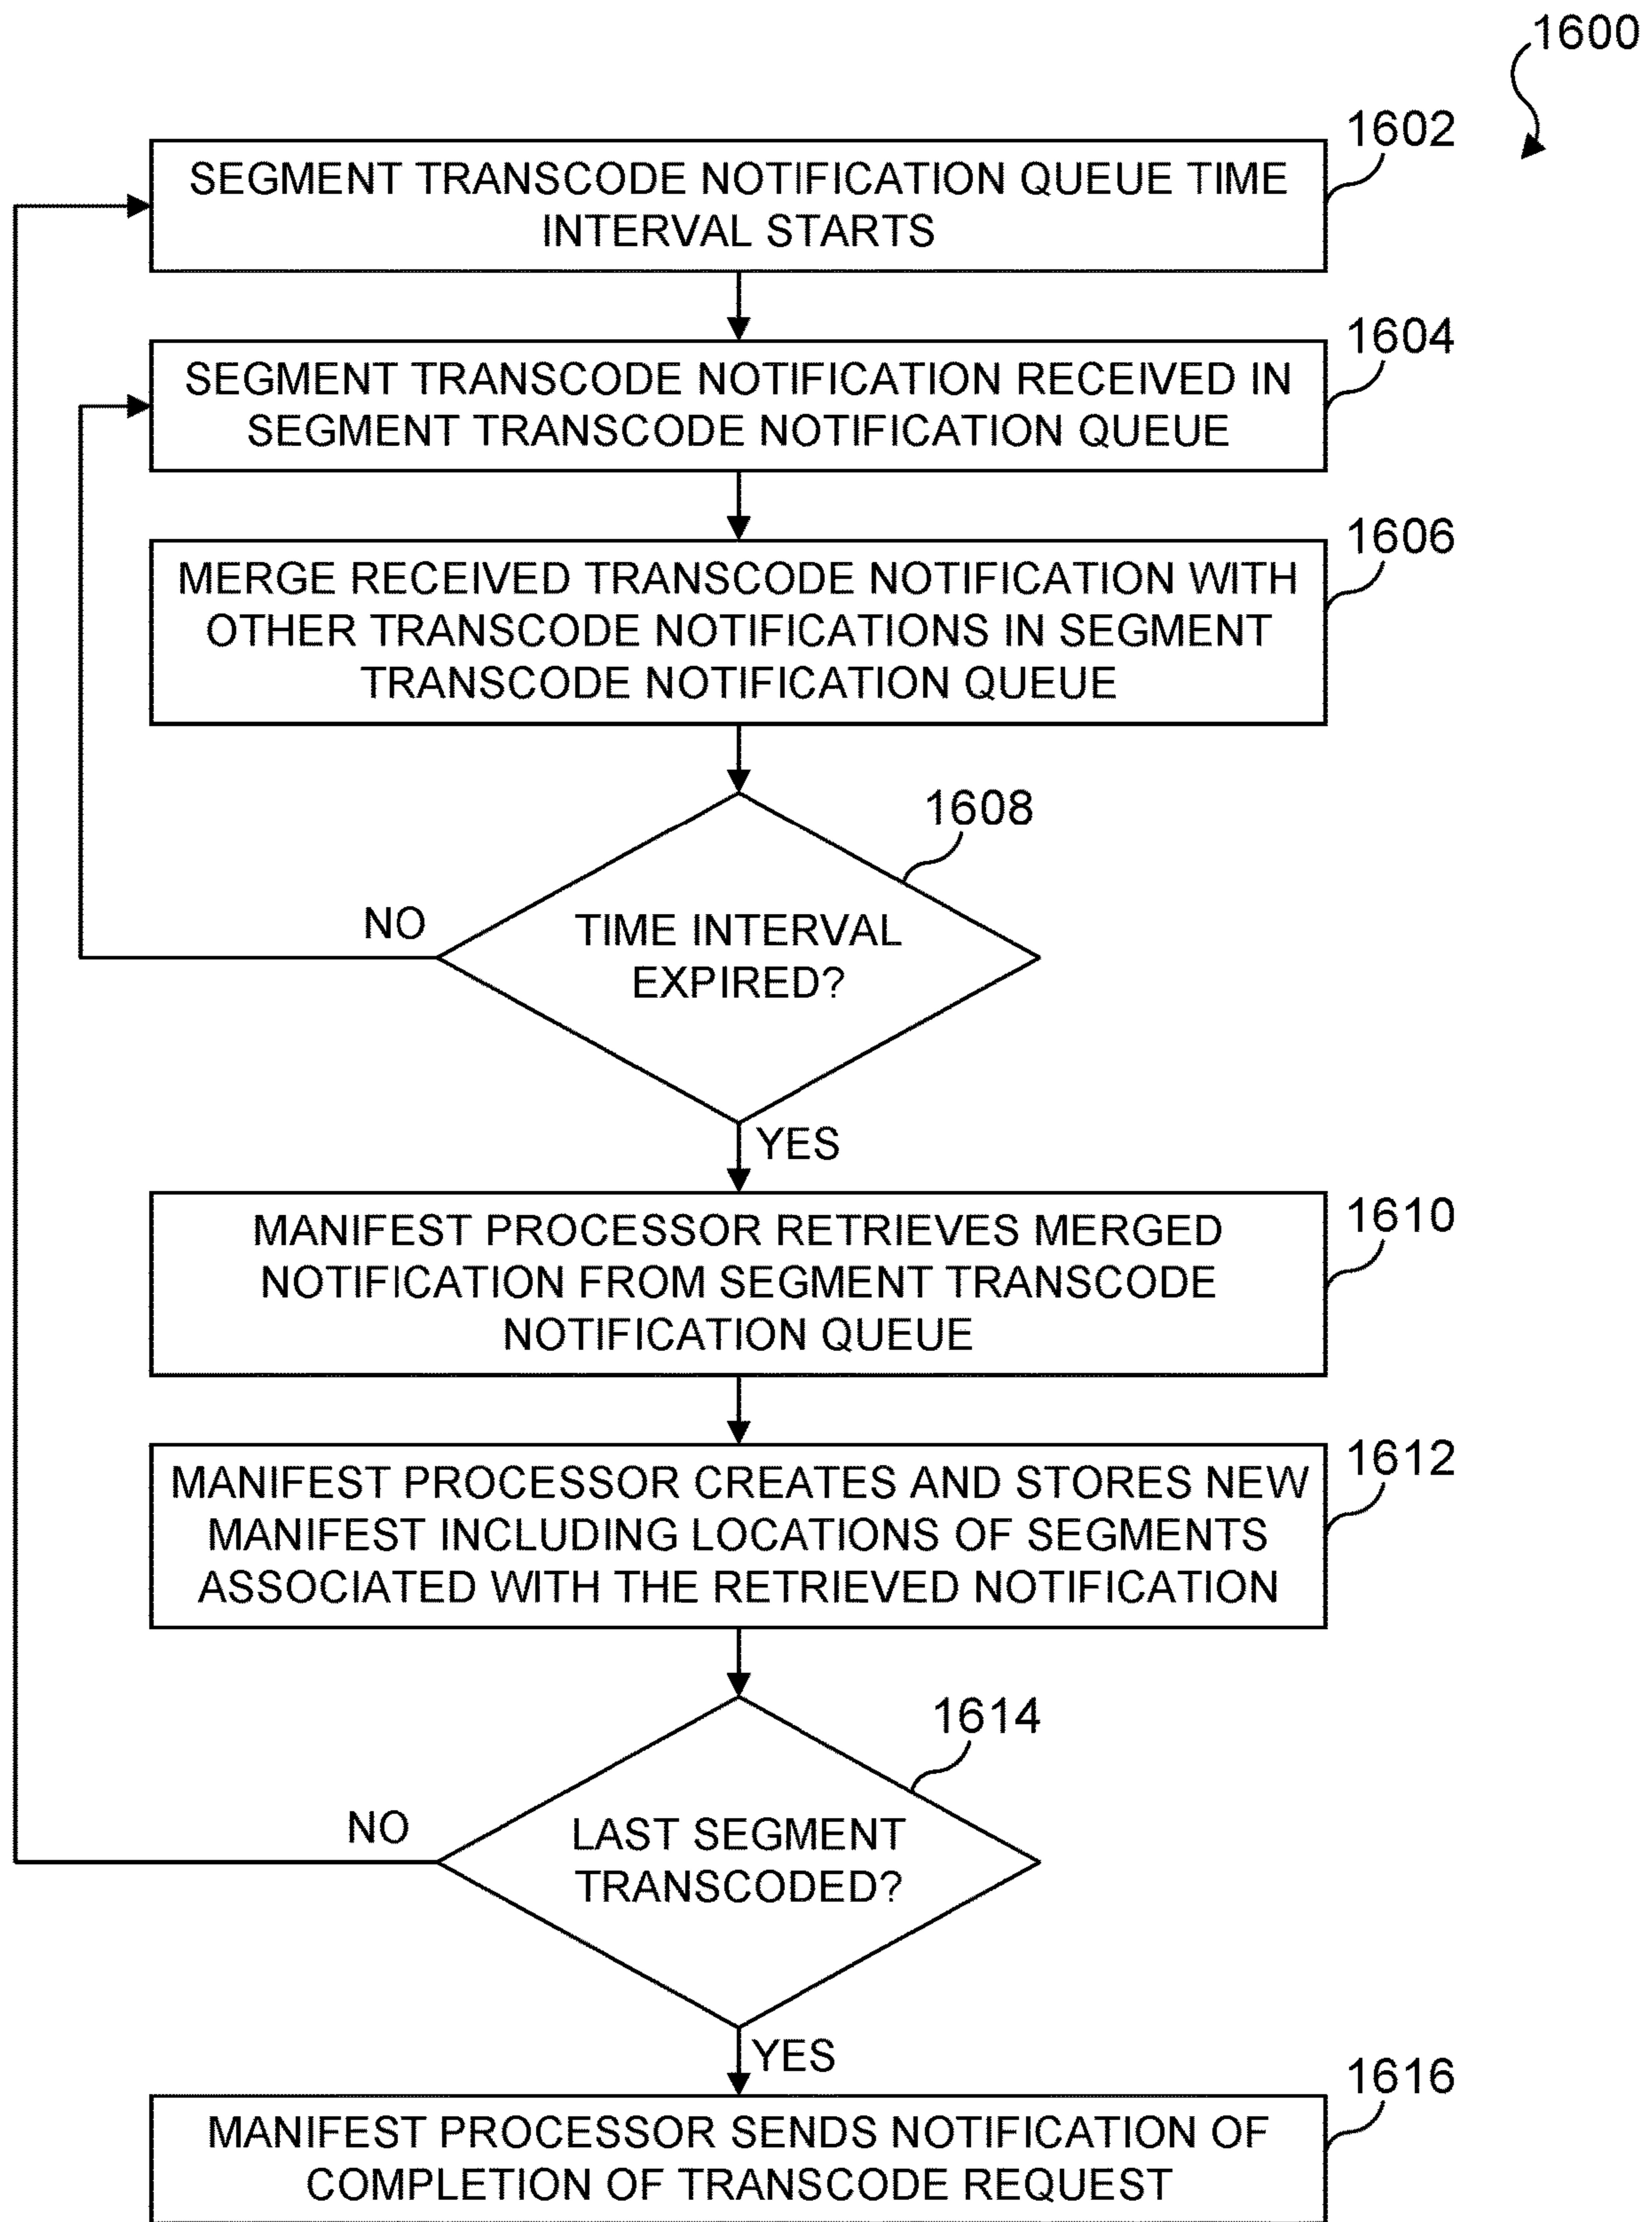 1600
1602
SEGMENT TRANSCODE NOTIFICATION QUEUE TIME
INTERVAL STARTS
1604
SEGMENT TRANSCODE NOTIFICATION RECEIVED IN
SEGMENT TRANSCODE NOTIFICATION QUEUE
1606
MERGE RECEIVED TRANSCODE NOTIFICATION WITH
OTHER TRANSCODE NOTIFICATIONS IN SEGMENT
TRANSCODE NOTIFICATION QUEUE
1608
NO
TIME INTERVAL
EXPIRED?
YES
1610
MANIFEST PROCESSOR RETRIEVES MERGED
NOTIFICATION FROM SEGMENT TRANSCODE
NOTIFICATION QUEUE
1612
MANIFEST PROCESSOR CREATES AND STORES NEW
MANIFEST INCLUDING LOCATIONS OF SEGMENTS
ASSOCIATED WITH THE RETRIEVED NOTIFICATION
1614
NO
LAST SEGMENT
TRANSCODED?
YES
1616
MANIFEST PROCESSOR SENDS NOTIFICATION OF
COMPLETION OF TRANSCODE REQUEST